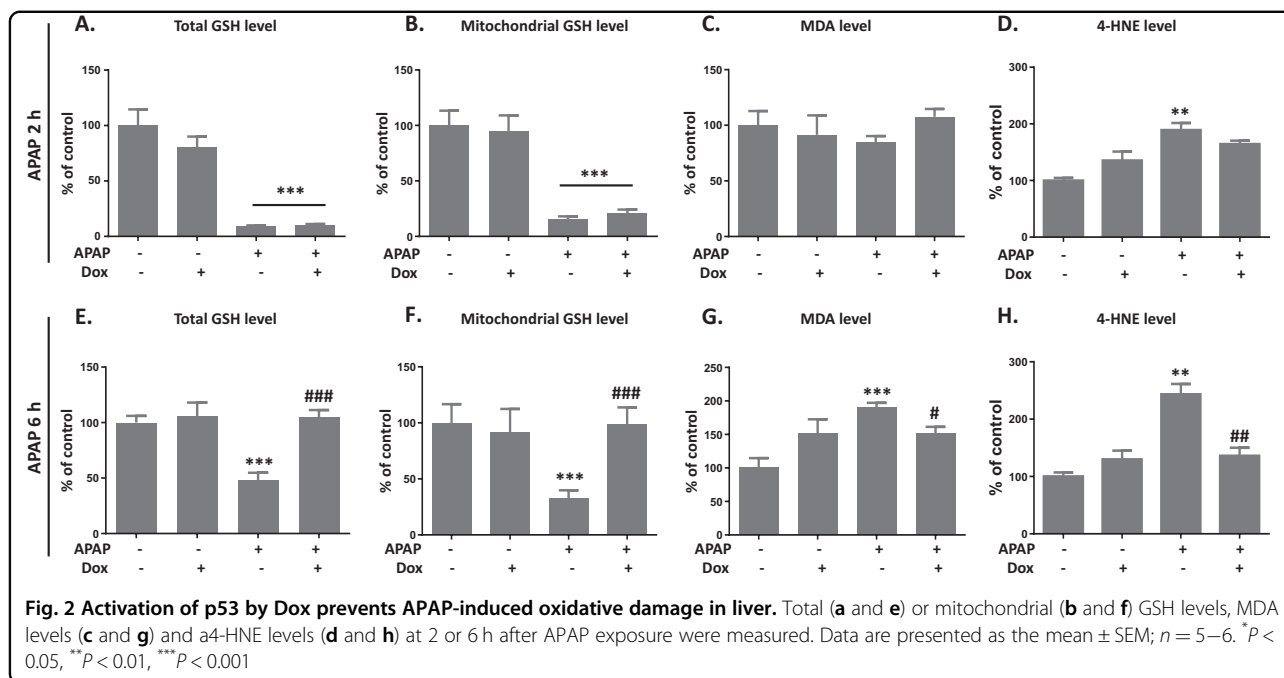 APAP 2 h
A.
Total GSH level
% of control
150
100
50
0
***
APAP - - + +
Dox - + - +
B.
Mitochondrial GSH level
% of control
150
100
50
0
***
APAP - - + +
Dox - + - +
C.
MDA level
% of control
150
100
50
0
APAP - - + +
Dox - + - +
D.
4-HNE level
% of control
300
200
100
0
**
APAP - - + +
Dox - + - +
APAP 6 h
E.
Total GSH level
% of control
150
100
50
0
***
###
APAP - - + +
Dox - + - +
F.
Mitochondrial GSH level
% of control
150
100
50
0
***
###
APAP - - + +
Dox - + - +
G.
MDA level
% of control
250
200
150
100
50
0
***
#
APAP - - + +
Dox - + - +
H.
4-HNE level
% of control
300
200
100
0
**
##
APAP - - + +
Dox - + - +
Fig. 2 Activation of p53 by Dox prevents APAP-induced oxidative damage in liver. Total (a and e) or mitochondrial (b and f) GSH levels, MDA
levels (c and g) and a4-HNE levels (d and h) at 2 or 6 h after APAP exposure were measured. Data are presented as the mean ± SEM; n = 5–6. *P <
0.05, **P < 0.01, ***P < 0.001